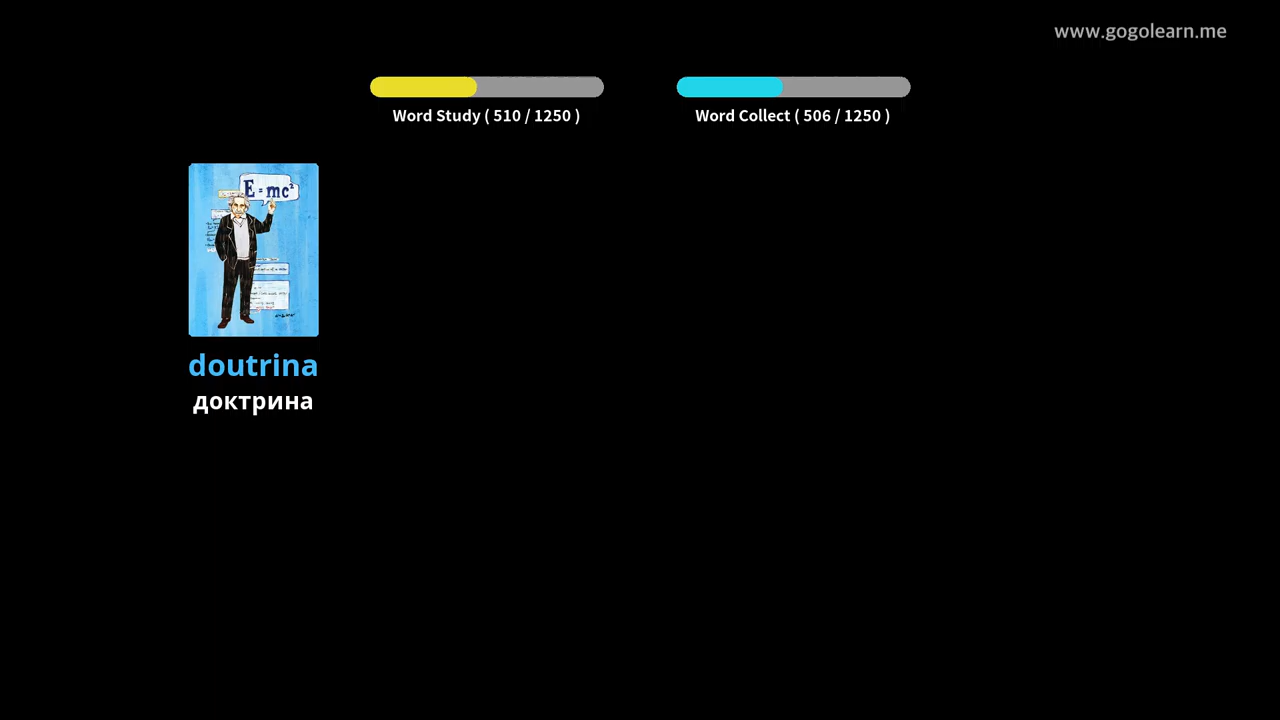 www.gogolearn.me
Word Study ( 510 / 1250 )
Word Collect ( 506 / 1250 )
E = mc²
doutrina
доктрина